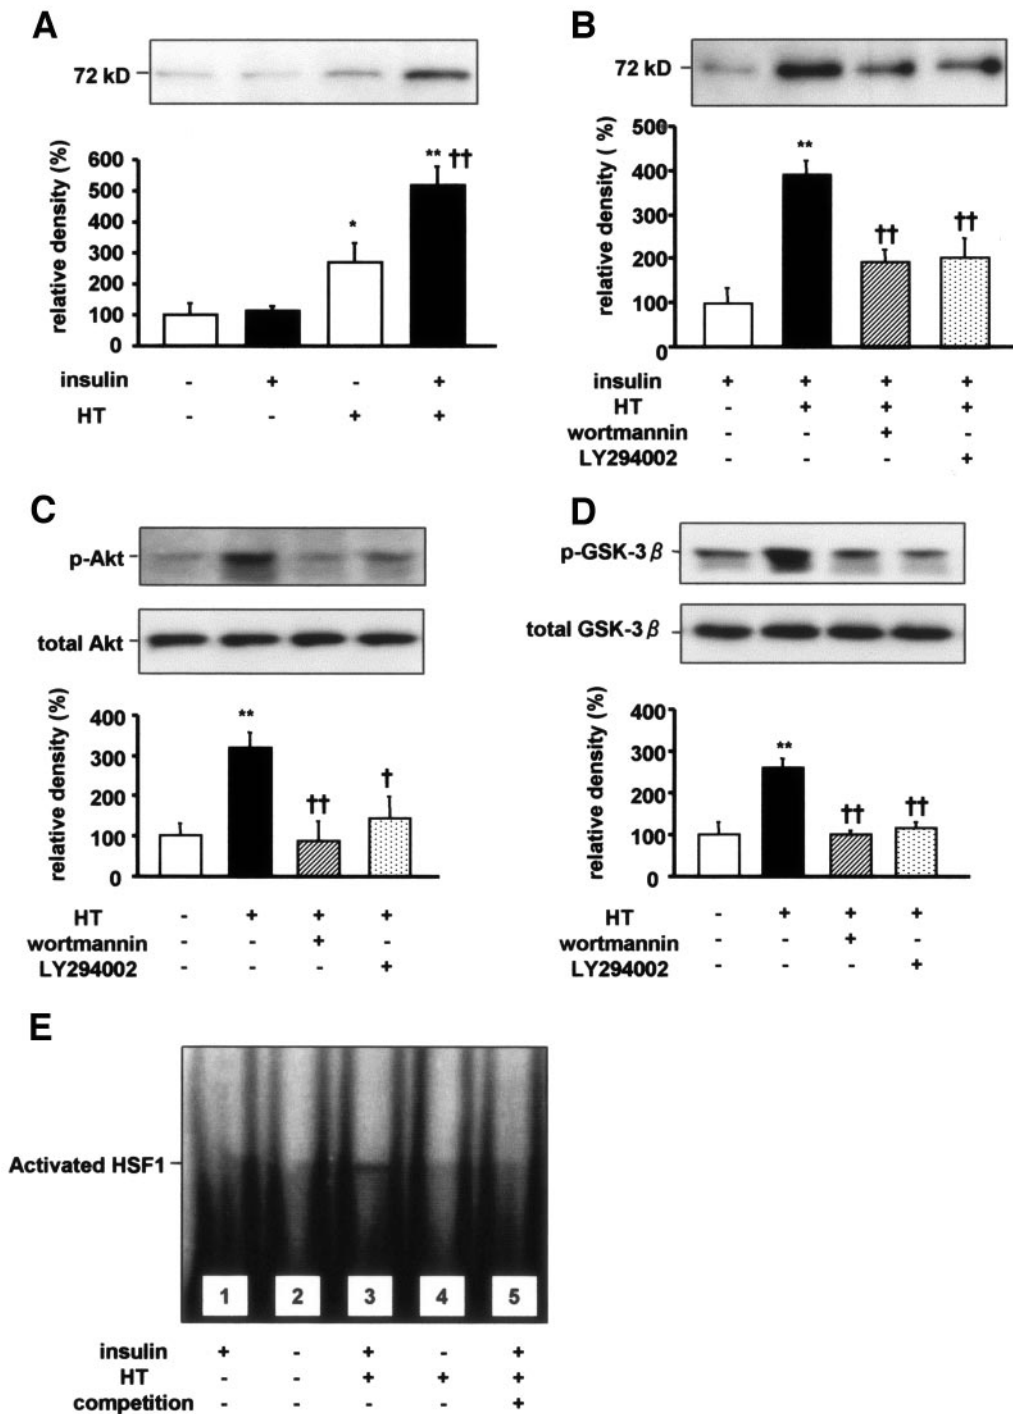 A
72 kD
relative density (%)
600
** ††
500
400
*
300
200
100
0
insulin - + - +
HT - - + +
B
72 kD
relative density ( %)
500
**
400
300
†† ††
200
100
0
insulin + + + +
HT - + + +
wortmannin - - + -
LY294002 - - - +
C
p-Akt
total Akt
relative density (%)
400
**
300
†
200
††
100
0
HT - + + +
wortmannin - - + -
LY294002 - - - +
D
p-GSK-3β
total GSK-3β
relative density (%)
400
300
**
200
†† ††
100
0
HT - + + +
wortmannin - - + -
LY294002 - - - +
E
Activated HSF1
1 2 3 4 5
insulin + - + - +
HT - - + + +
competition - - - - +